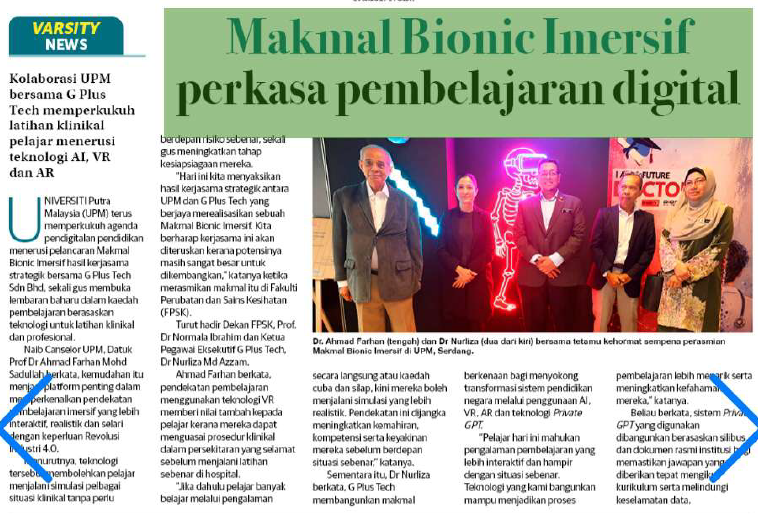 VARSITY
NEWS
Makmal Bionic Imersif
perkasa pembelajaran digital
Kolaborasi UPM
bersama G Plus
Tech memperkukuh
latihan klinikal
pelajar menerusi
teknologi AI, VR
dan AR
UNIVERSITI Putra
Malaysia (UPM) terus
memperkukuh agenda
pendigitalan pendidikan
menerusi pelancaran Makmal
Bionic Imersif hasil kerjasama
strategik bersama G Plus Tech
Sdn Bhd, sekali gus membuka
lembaran baharu dalam kaedah
pembelajaran berasaskan
teknologi untuk latihan klinikal
dan profesional.
Naib Canselor UPM, Datuk
Prof Dr Ahmad Farhan Mohd
Sadullah berkata, kemudahan itu
menjadi platform penting dalam
memperkenalkan pendekatan
pembelajaran imersif yang lebih
interaktif, realistik dan selari
dengan keperluan Revolusi
Industri 4.0.
Menurutnya, teknologi
tersebut membolehkan pelajar
menjalani simulasi pelbagai
situasi klinikal tanpa perlu
berdepan risiko sebenar, sekali
gus meningkatkan tahap
kesiapsiagaan mereka.
"Hari ini kita menyaksikan
hasil kerjasama strategik antara
UPM dan G Plus Tech yang
berjaya merealisasikan sebuah
Makmal Bionic Imersif. Kita
berharap kerjasama ini akan
diteruskan kerana potensinya
masih sangat besar untuk
dikembangkan," katanya ketika
merasmikan makmal itu di Fakulti
Perubatan dan Sains Kesihatan
(FPSK).
Turut hadir Dekan FPSK, Prof.
Dr Normala Ibrahim dan Ketua
Pegawai Eksekutif G Plus Tech,
Dr Nurliza Md Azzam.
Ahmad Farhan berkata,
pendekatan pembelajaran
menggunakan teknologi VR
memberi nilai tambah kepada
pelajar kerana mereka dapat
menguasai prosedur klinikal
dalam persekitaran yang selamat
sebelum menjalani latihan
sebenar di hospital.
"Jika dahulu pelajar banyak
belajar melalui pengalaman
FUTURE
Dr. Ahmad Farhan (tengah) dan Dr Nurliza (dua dari kiri) bersama tetamu kehormat sempena perasmian
Makmal Bionic Imersif di UPM, Serdang.
secara langsung atau kaedah
cuba dan silap, kini mereka boleh
menjalani simulasi yang lebih
realistik. Pendekatan ini dijangka
meningkatkan kemahiran,
kompetensi serta keyakinan
mereka sebelum berdepan
situasi sebenar," katanya.
Sementara itu, Dr Nurliza
berkata, G Plus Tech
membangunkan makmal
berkenaan bagi menyokong
transformasi sistem pendidikan
negara melalui penggunaan AI,
VR, AR dan teknologi Private
GPT.
"Pelajar hari ini mahukan
pengalaman pembelajaran yang
lebih interaktif dan hampir
dengan situasi sebenar.
Teknologi yang kami bangunkan
mampu menjadikan proses
pembelajaran lebih menarik serta
meningkatkan kefahaman
mereka," katanya.
Beliau berkata, sistem Private
GPT yang digunakan
dibangunkan berasaskan silibus
dan dokumen rasmi institusi bagi
memastikan jawapan yang
diberikan tepat mengikut
kurikulum serta melindungi
keselamatan data.